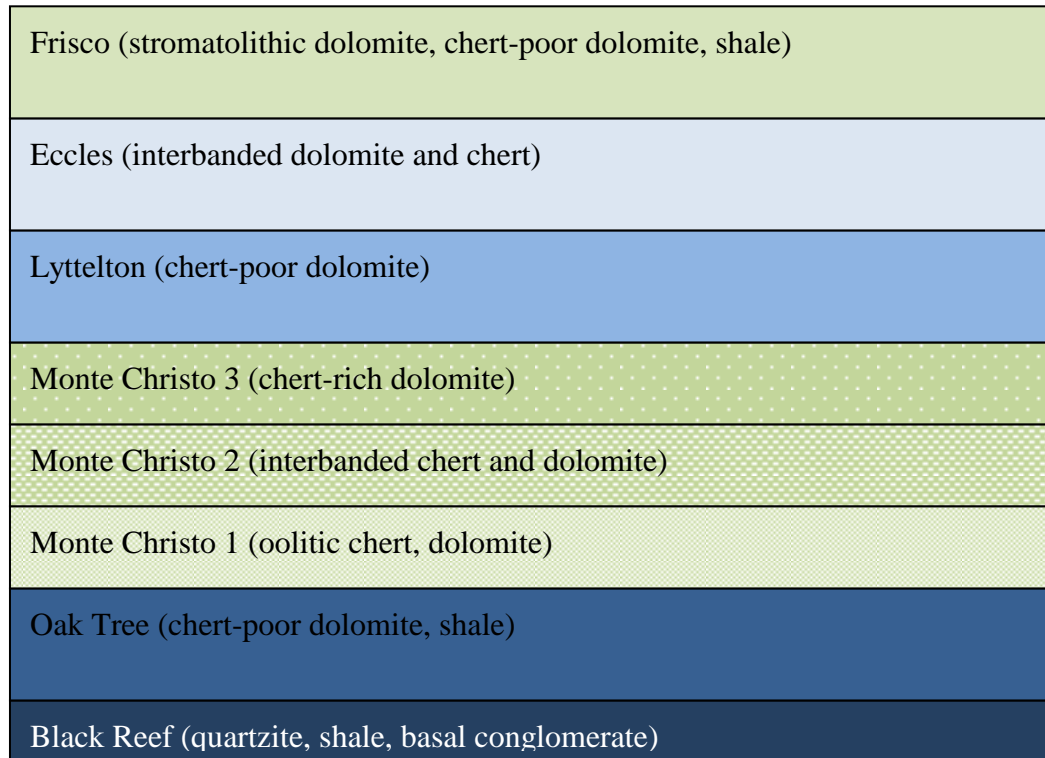 Frisco (stromatolithic dolomite, chert-poor dolomite, shale)
Eccles (interbanded dolomite and chert)
Lyttelton (chert-poor dolomite)
Monte Christo 3 (chert-rich dolomite)
Monte Christo 2 (interbanded chert and dolomite)
Monte Christo 1 (oolitic chert, dolomite)
Oak Tree (chert-poor dolomite, shale)
Black Reef (quartzite, shale, basal conglomerate)